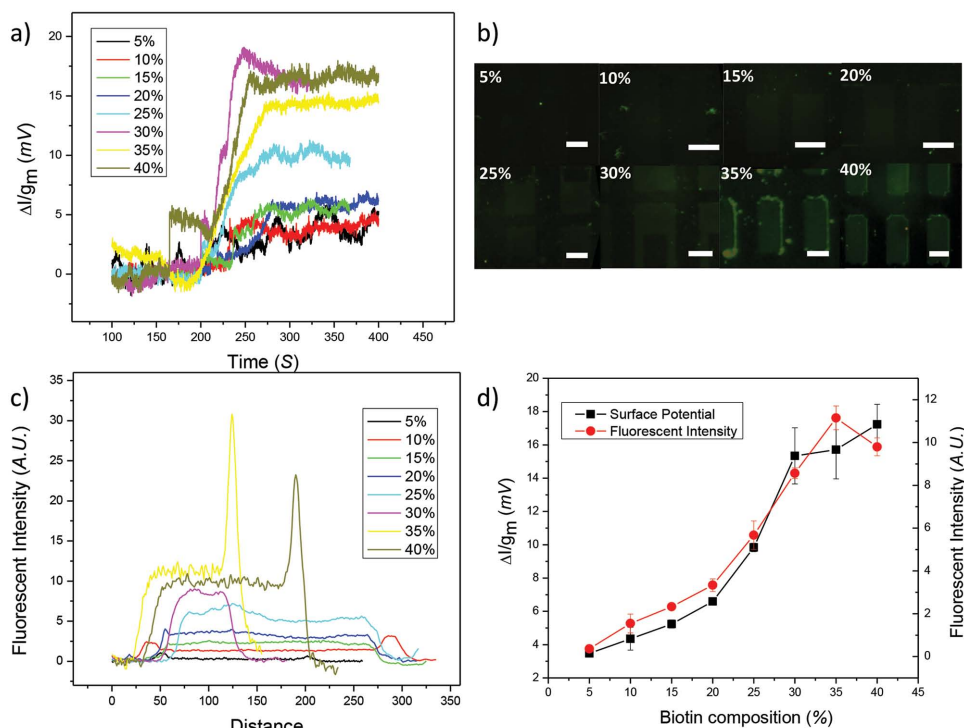 a)
ΔI/gm (mV)
20
15
10
5
0
5%
10%
15%
20%
25%
30%
35%
40%
100 150 200 250 300 350 400 450
Time (S)
b)
5% 10% 15% 20%
25% 30% 35% 40%
c)
Fluorescent Intensity (A.U.)
35
30
25
20
15
10
5
0
5%
10%
15%
20%
25%
30%
35%
40%
0 50 100 150 200 250 300 350
Distance
d)
ΔI/gm (mV)
20
18
16
14
12
10
8
6
4
2
Surface Potential
Fluorescent Intensity
12
10
8
6
4
2
0
Fluorescent Intensity (A.U.)
0 5 10 15 20 25 30 35 40 45
Biotin composition (%)